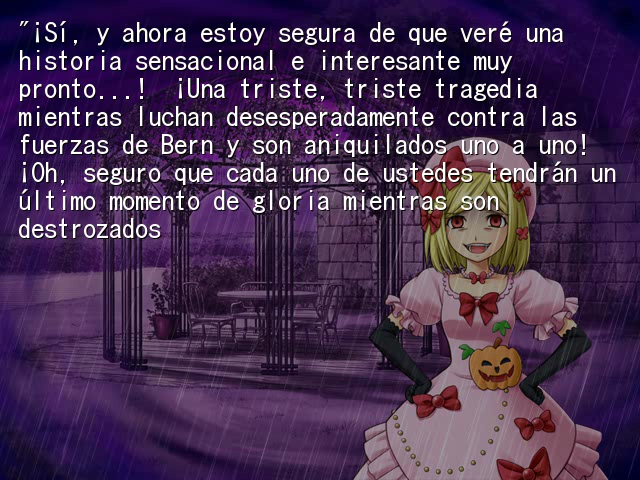 "¡Sí, y ahora estoy segura de que veré una
historia sensacional e interesante muy
pronto...!  ¡Una triste, triste tragedia
mientras luchan desesperadamente contra las
fuerzas de Bern y son aniquilados uno a uno!
¡Oh, seguro que cada uno de ustedes tendrán un
último momento de gloria mientras son
destrozados